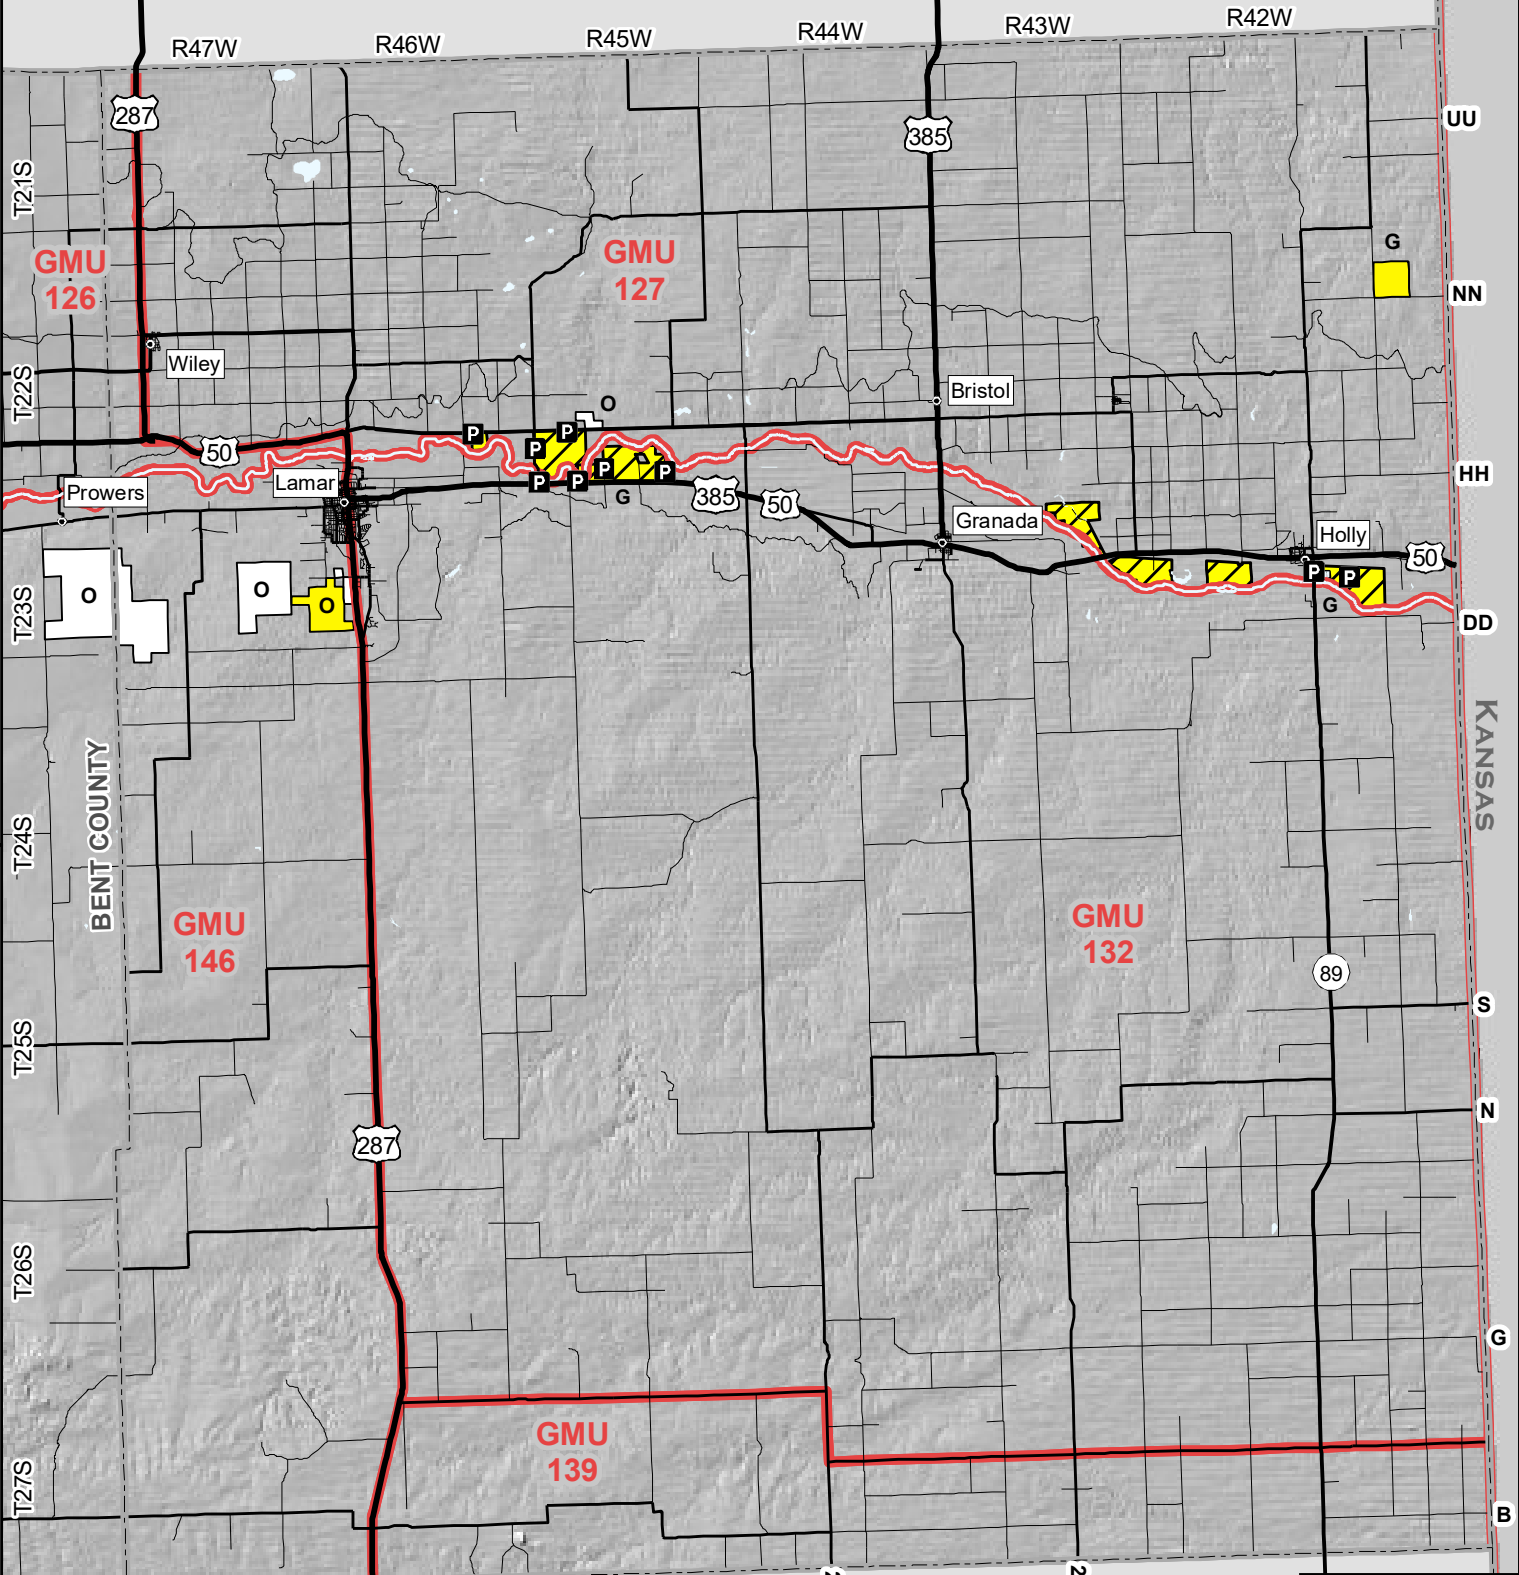 R47W
R46W
R45W
R44W
R43W
R42W
287
385
UU
T21S
G
GMU
126
GMU
127
NN
Wiley
T22S
Bristol
O
P
P
P
50
HH
Lamar
Prowers
P
P
P
P
G
385
50
Granada
Holly
50
P
P
O
O
O
G
T23S
DD
KANSAS
BENT COUNTY
T24S
GMU
146
GMU
132
89
S
T25S
N
287
T26S
G
GMU
139
T27S
B